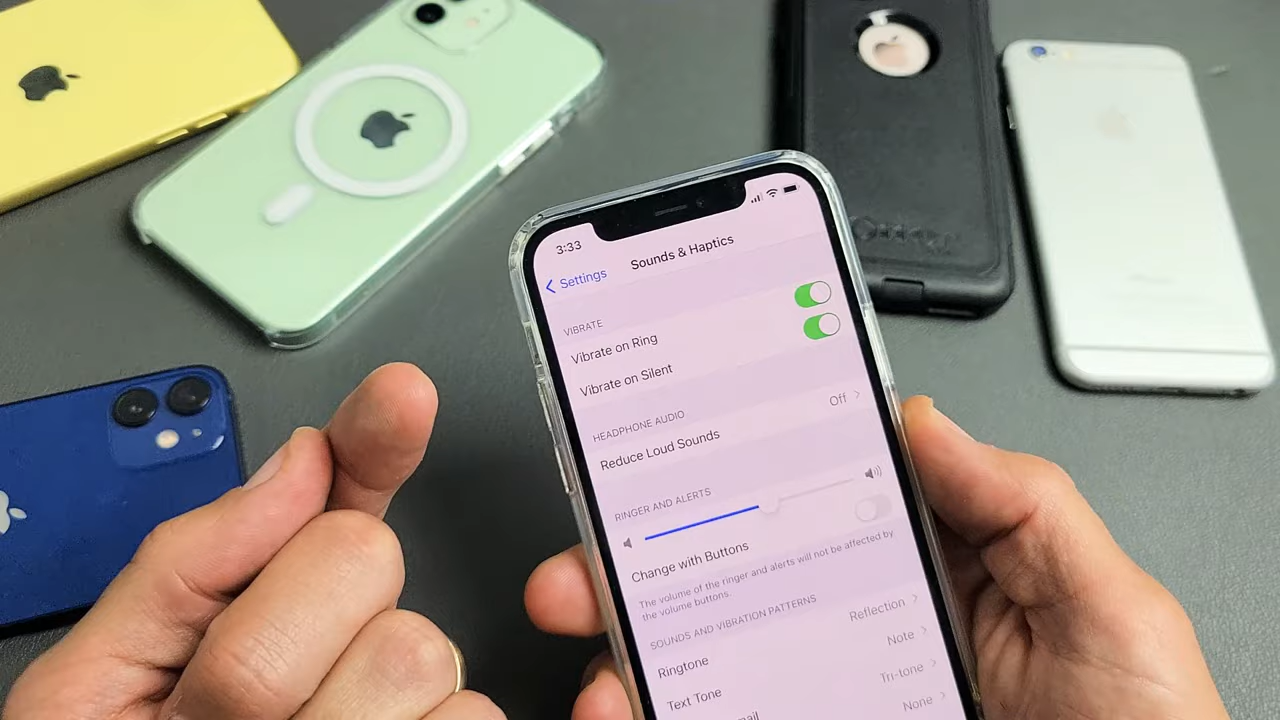 3:33
Settings
Sounds & Haptics
VIBRATE
Vibrate on Ring
Vibrate on Silent
HEADPHONE AUDIO
Reduce Loud Sounds Off
RINGER AND ALERTS
Change with Buttons
The volume of the ringer and alerts will not be affected by
the volume buttons.
SOUNDS AND VIBRATION PATTERNS
Ringtone Reflection
Text Tone Note
Tri-tone
None